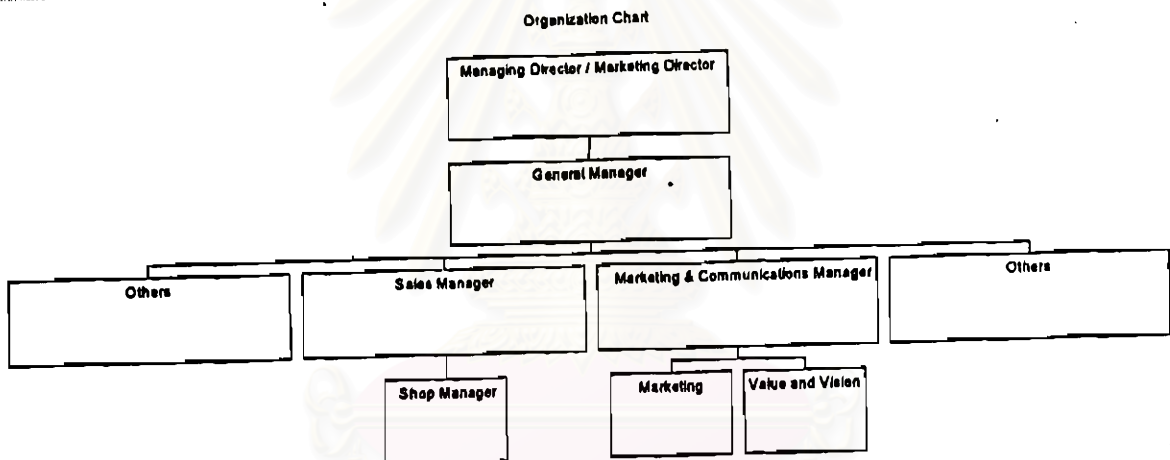 Organization Chart
Managing Director / Marketing Director
General Manager
Others
Sales Manager
Marketing & Communications Manager
Others
Shop Manager
Marketing
Value and Vision